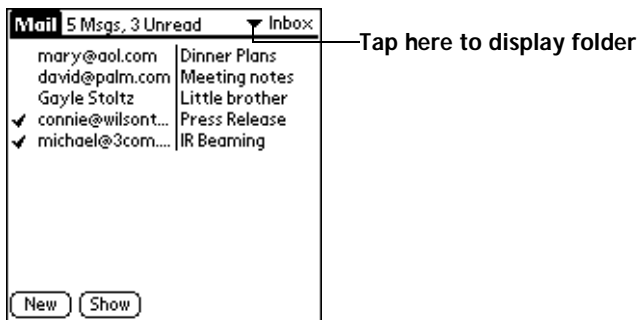 Mail 5 Msgs, 3 Unread Inbox
Tap here to display folder
mary@aol.com Dinner Plans
david@palm.com Meeting notes
Gayle Stoltz Little brother
connie@wilsont... Press Release
michael@3com.... IR Beaming
New Show